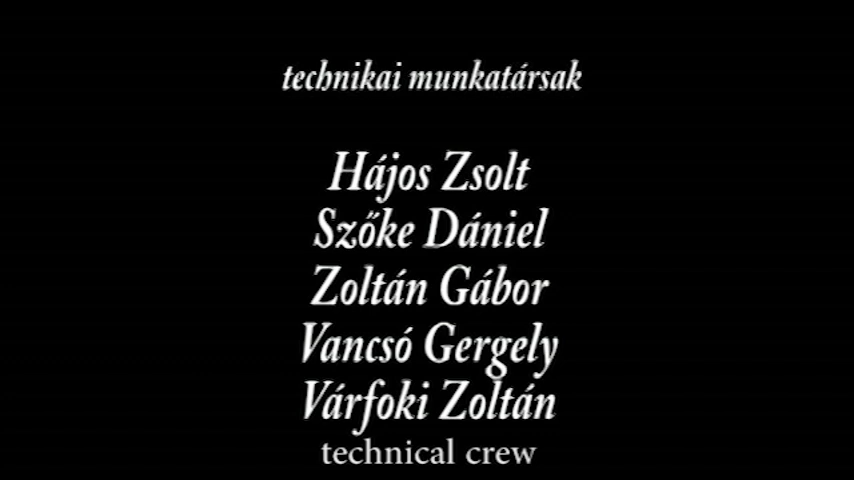 technikai munkatársak
Hájos Zsolt
Szőke Dániel
Zoltán Gábor
Vancsó Gergely
Várfoki Zoltán
technical crew